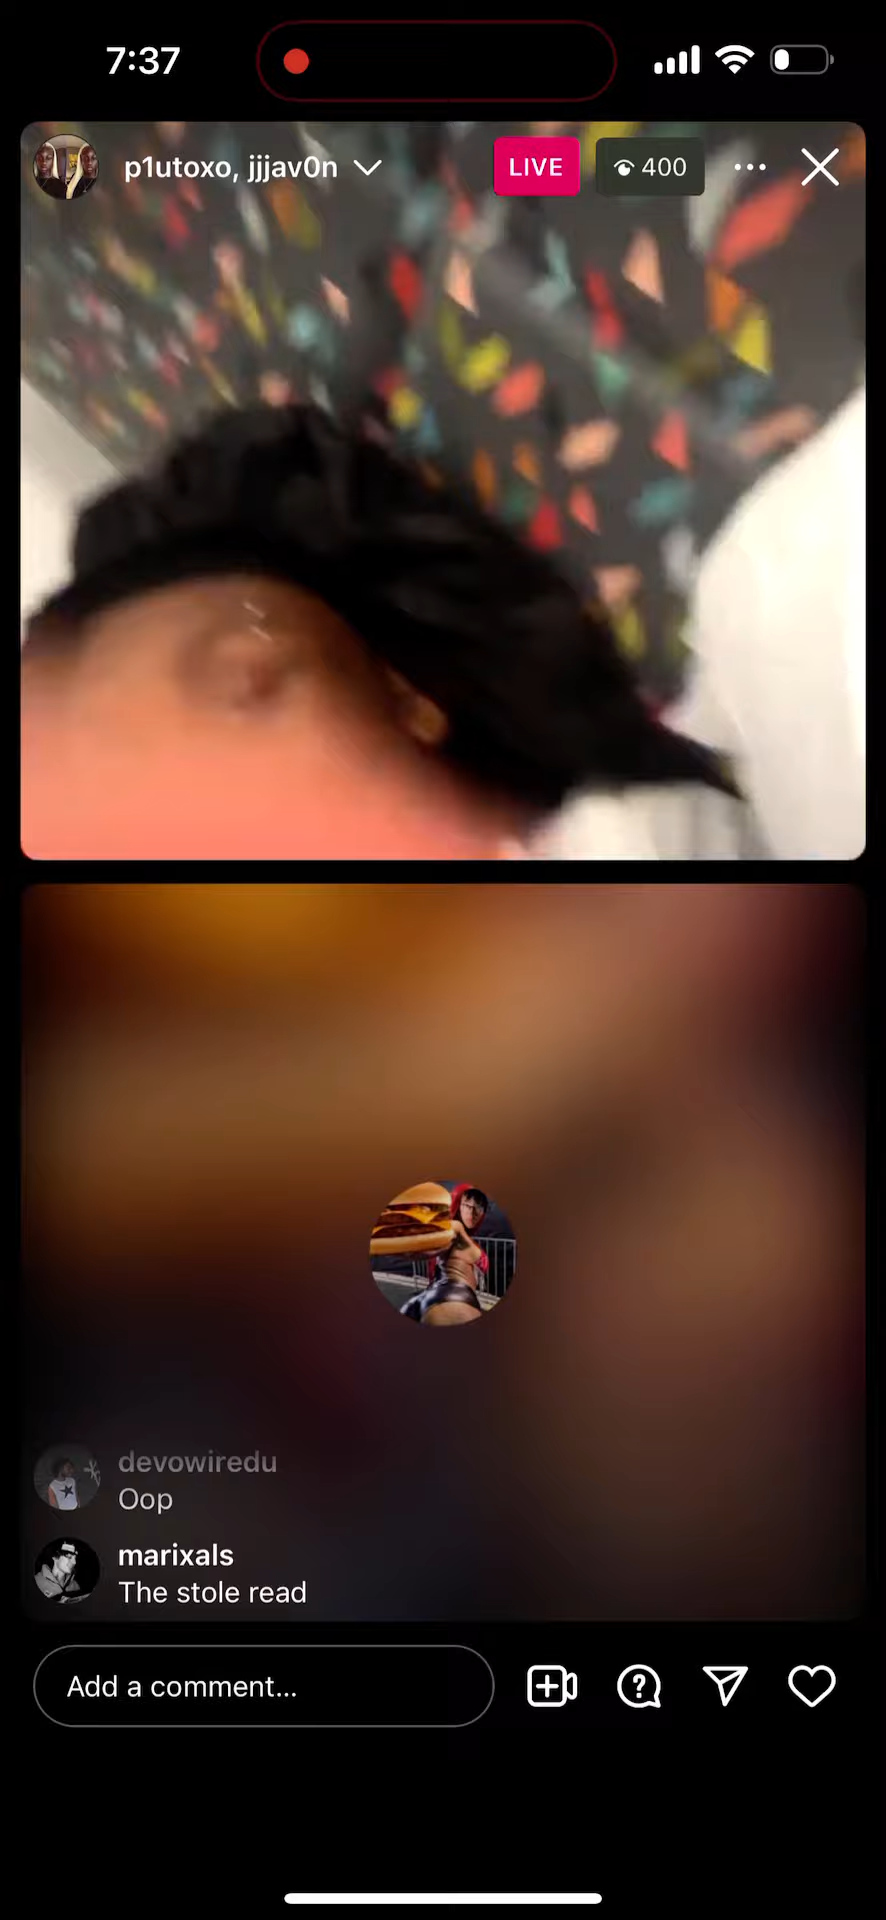 7:37
p1utoxo, jjjav0n
LIVE
400
devowiredu
Oop
marixals
The stole read
Add a comment...